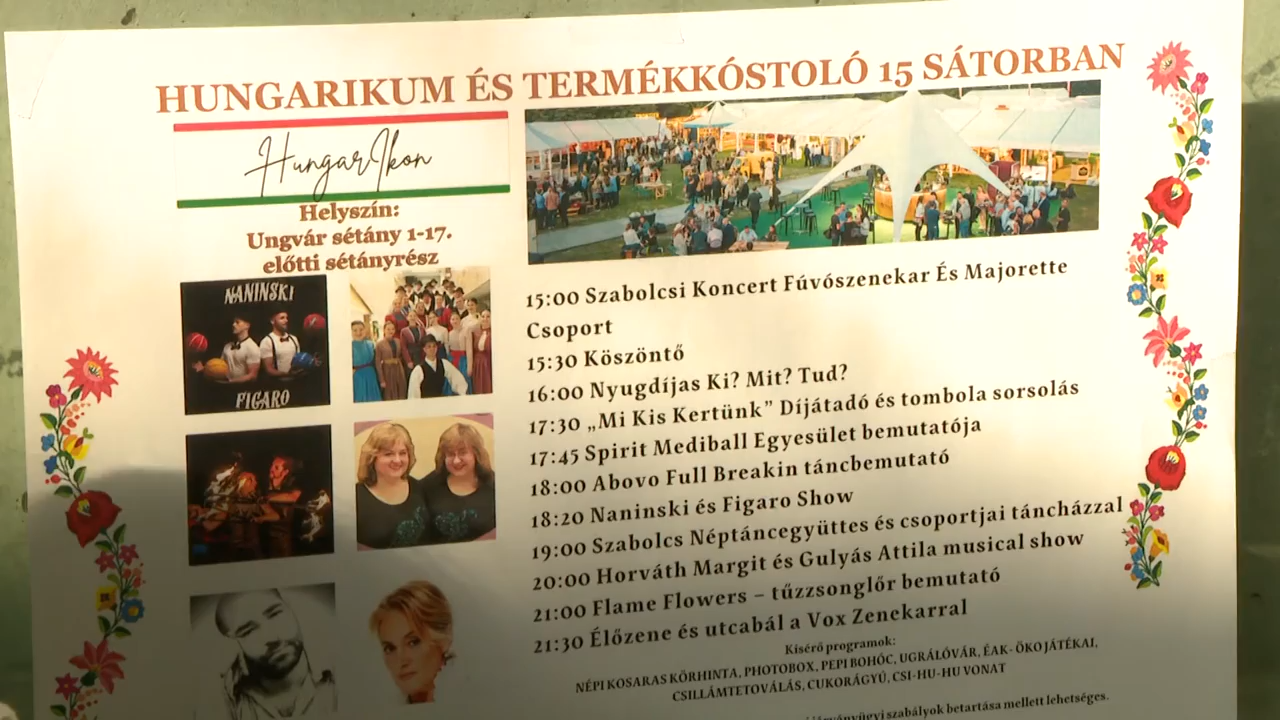 HUNGARIKUM ÉS TERMÉKKÓSTOLÓ 15 SÁTORBAN
HungarIkon
Helyszín:
Ungvár sétány 1-17.
előtti sétányrész
NANINSKI
FIGARO
15:00 Szabolcsi Koncert Fúvószenekar És Majorette
Csoport
15:30 Köszöntő
16:00 Nyugdíjas Ki? Mit? Tud?
17:30 „Mi Kis Kertünk” Díjátadó és tombola sorsolás
17:45 Spirit Mediball Egyesület bemutatója
18:00 Abovo Full Breakin táncbemutató
18:20 Naninski és Figaro Show
19:00 Szabolcs Néptáncegyüttes és csoportjai táncházzal
20:00 Horváth Margit és Gulyás Attila musical show
21:00 Flame Flowers – tűzzsonglőr bemutató
21:30 Élőzene és utcabál a Vox Zenekarral
Kísérő programok:
NÉPI KOSARAS KÖRHINTA, PHOTOBOX, PEPI BOHÓC, UGRÁLÓVÁR, ÉAK- ÖKO JÁTÉKAI,
CSILLÁMTETOVÁLÁS, CUKORÁGYÚ, CSI-HU-HU VONAT
szabályok betartása mellett lehetséges.